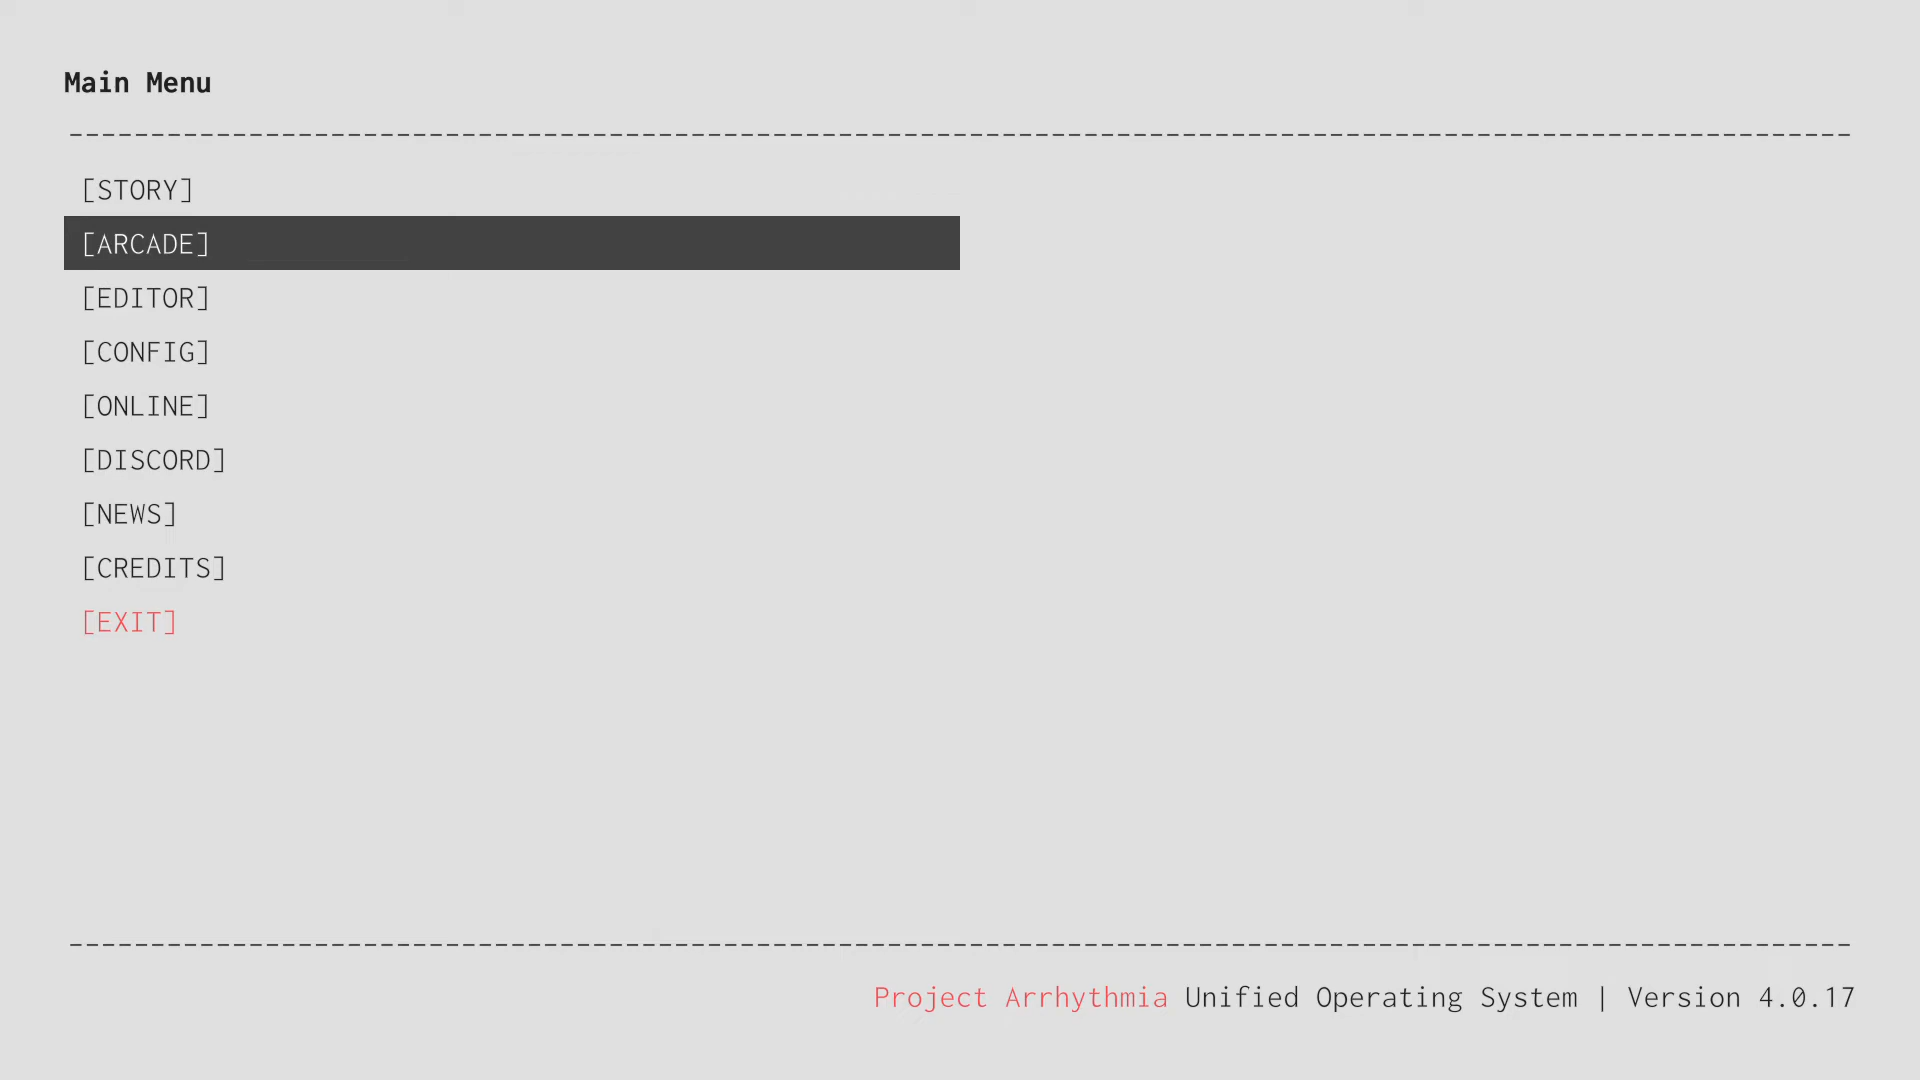 Main Menu
[STORY]
[ARCADE]
[EDITOR]
[CONFIG]
[ONLINE]
[DISCORD]
[NEWS]
[CREDITS]
[EXIT]
Project Arrhythmia Unified Operating System | Version 4.0.17